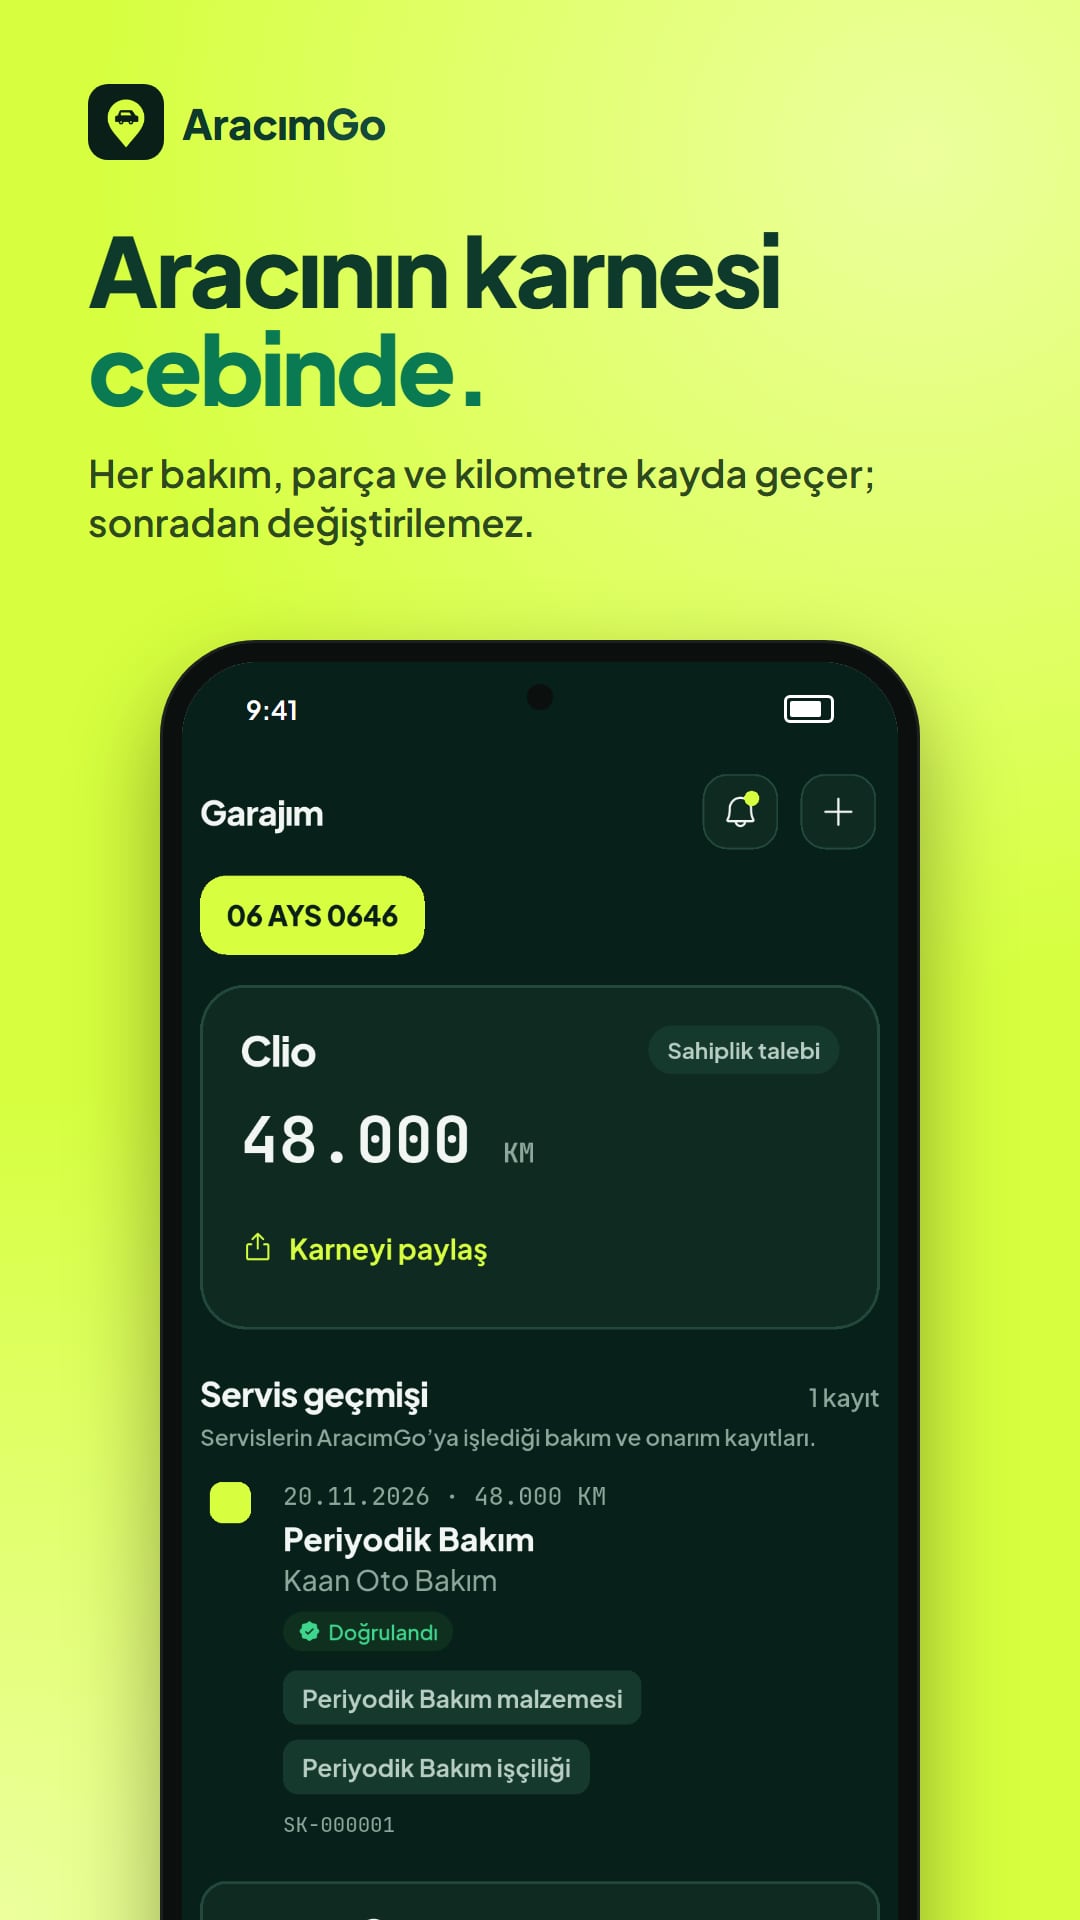 AracımGo
Aracının karnesi
cebinde.
Her bakım, parça ve kilometre kayda geçer;
sonradan değiştirilemez.
9:41
Garajım
06 AYS 0646
Clio
Sahiplik talebi
48.000 KM
Karneyi paylaş
Servis geçmişi
1 kayıt
Servislerin AracımGo’ya işlediği bakım ve onarım kayıtları.
20.11.2026 · 48.000 KM
Periyodik Bakım
Kaan Oto Bakım
Doğrulandı
Periyodik Bakım malzemesi
Periyodik Bakım işçiliği
SK-000001